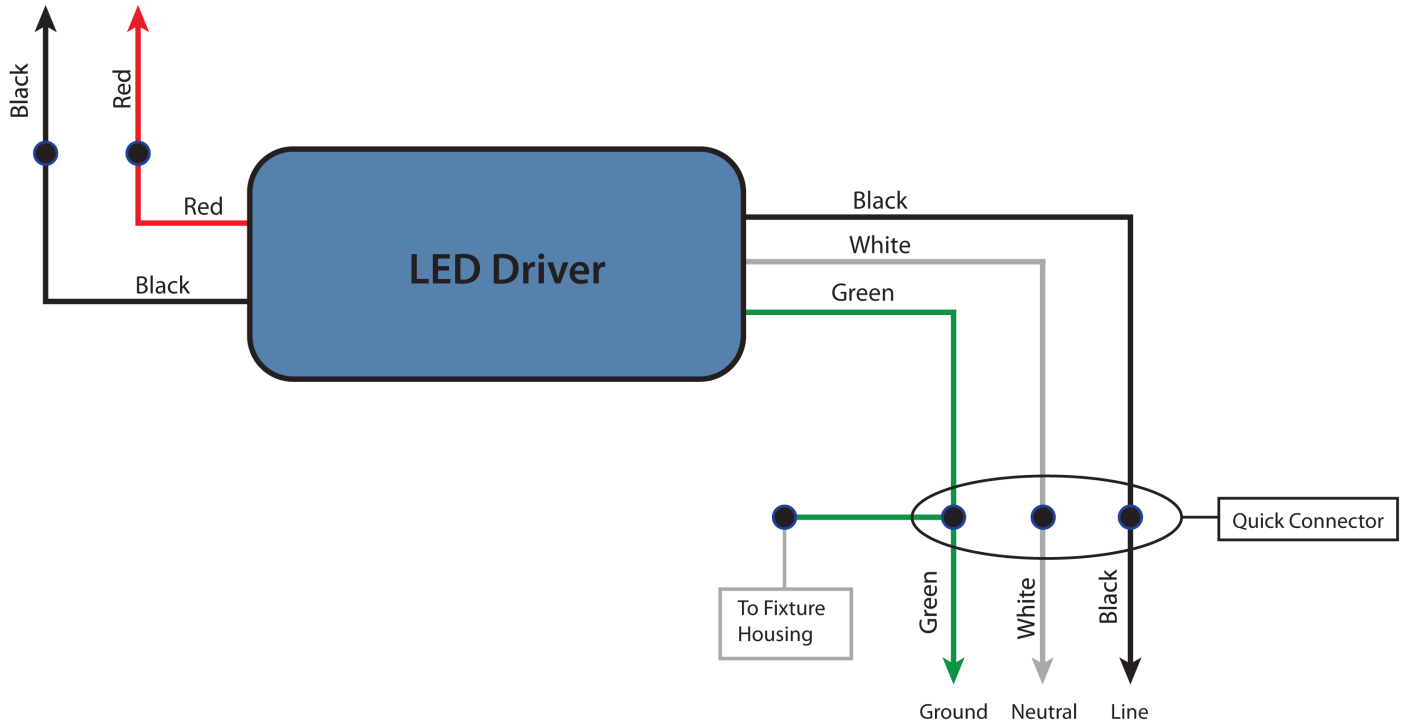 Black
Red
Red
Black
LED Driver
Black
White
Green
Quick Connector
To Fixture
Housing
Green
White
Black
Ground
Neutral
Line